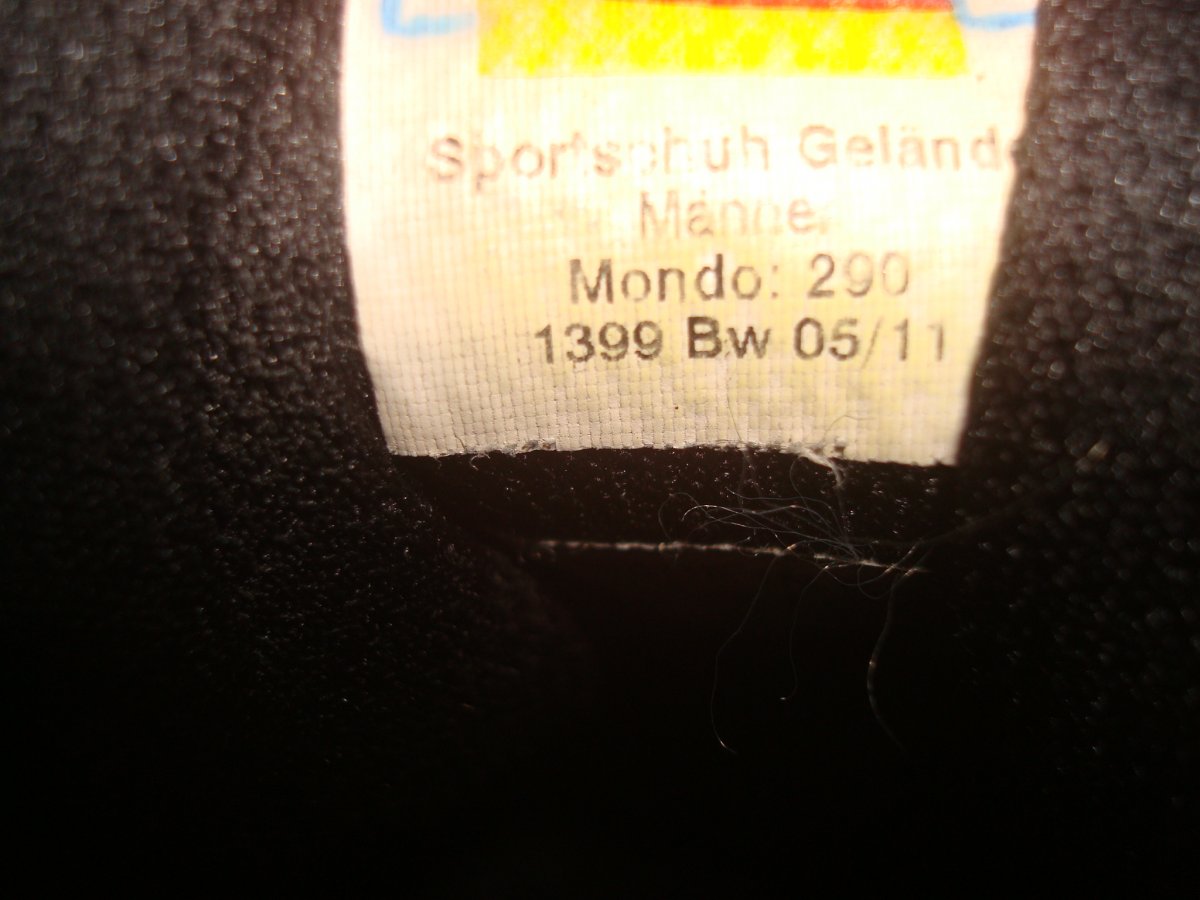 Sportschuh Gelände
Männer
Mondo: 290
1399 Bw 05/11